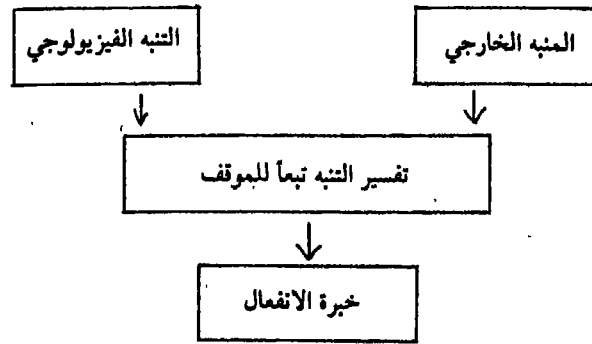 المنبه الخارجي
التنبه الفيزيولوجي
تفسير التنبه تبعاً للموقف
خبرة الانفعال